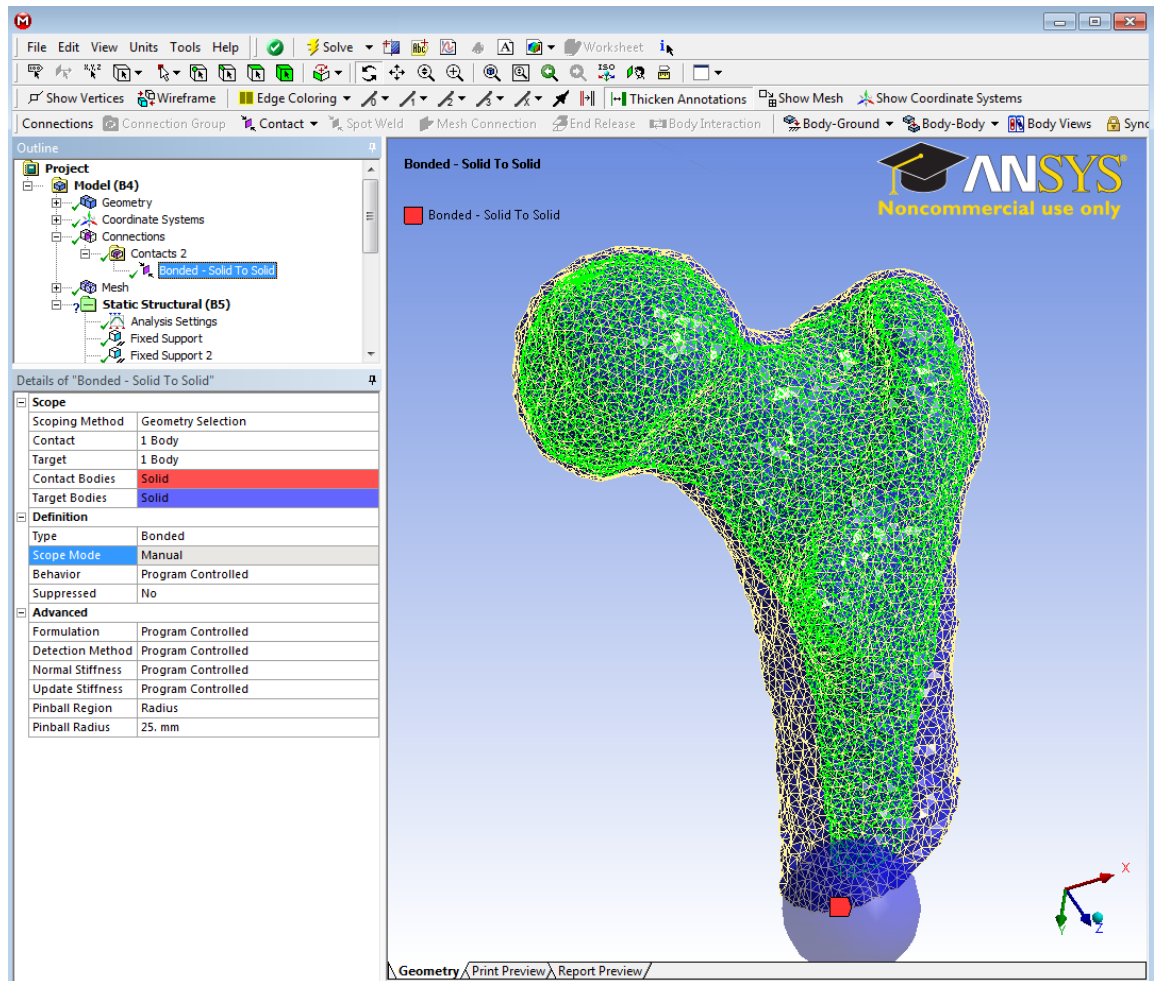 File Edit View Units Tools Help Solve Worksheet
Show Vertices Wireframe Edge Coloring Thicken Annotations Show Mesh Show Coordinate Systems
Connections Connection Group Contact Spot Weld Mesh Connection End Release Body Interaction Body-Ground Body-Body Body Views Sync
Outline
Project
Model (B4)
Geometry
Coordinate Systems
Connections
Contacts 2
Bonded - Solid To Solid
Mesh
Static Structural (B5)
Analysis Settings
Fixed Support
Fixed Support 2
Details of "Bonded - Solid To Solid"
Scope
Scoping Method Geometry Selection
Contact 1 Body
Target 1 Body
Contact Bodies Solid
Target Bodies Solid
Definition
Type Bonded
Scope Mode Manual
Behavior Program Controlled
Suppressed No
Advanced
Formulation Program Controlled
Detection Method Program Controlled
Normal Stiffness Program Controlled
Update Stiffness Program Controlled
Pinball Region Radius
Pinball Radius 25. mm
Bonded - Solid To Solid
Bonded - Solid To Solid
ANSYS
Noncommercial use only
X
Y
Z
Geometry Print Preview Report Preview